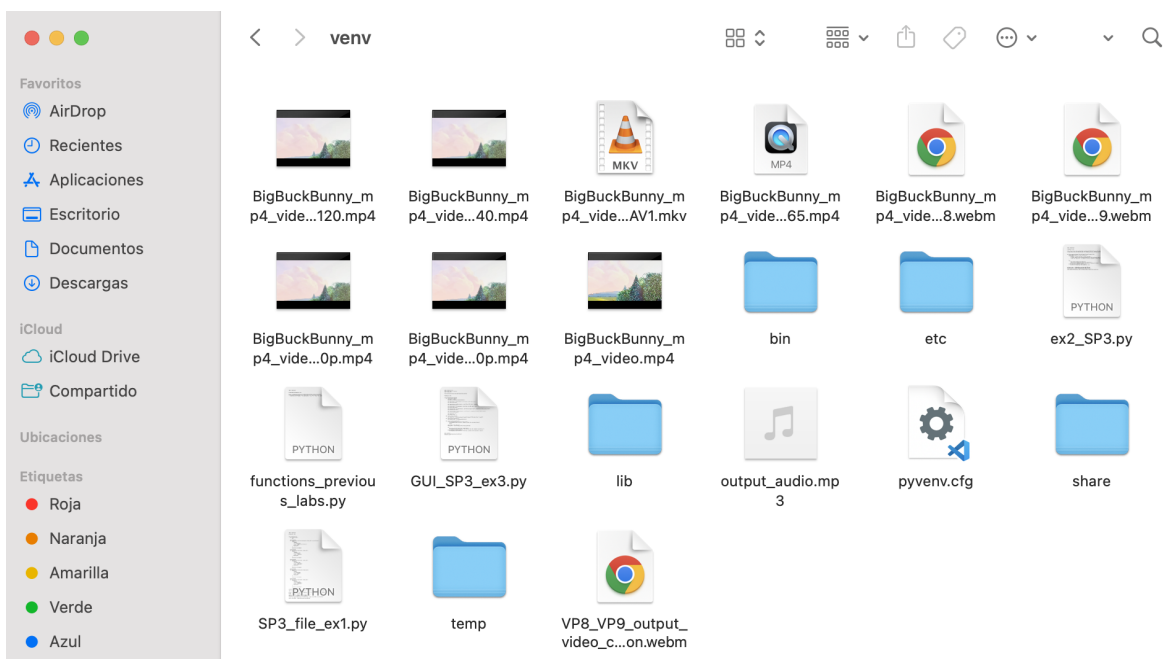 venv
Favoritos
AirDrop
Recientes
Aplicaciones
Escritorio
Documentos
Descargas
iCloud
iCloud Drive
Compartido
Ubicaciones
Etiquetas
Roja
Naranja
Amarilla
Verde
Azul
MKV
MP4
BigBuckBunny_m
p4_vide...120.mp4
BigBuckBunny_m
p4_vide...40.mp4
BigBuckBunny_m
p4_vide...AV1.mkv
BigBuckBunny_m
p4_vide...65.mp4
BigBuckBunny_m
p4_vide...8.webm
BigBuckBunny_m
p4_vide...9.webm
BigBuckBunny_m
p4_vide...0p.mp4
BigBuckBunny_m
p4_vide...0p.mp4
BigBuckBunny_m
p4_video.mp4
bin
etc
PYTHON
ex2_SP3.py
PYTHON
functions_previou
s_labs.py
PYTHON
GUI_SP3_ex3.py
lib
output_audio.mp
3
pyvenv.cfg
share
PYTHON
SP3_file_ex1.py
temp
VP8_VP9_output_
video_c...on.webm